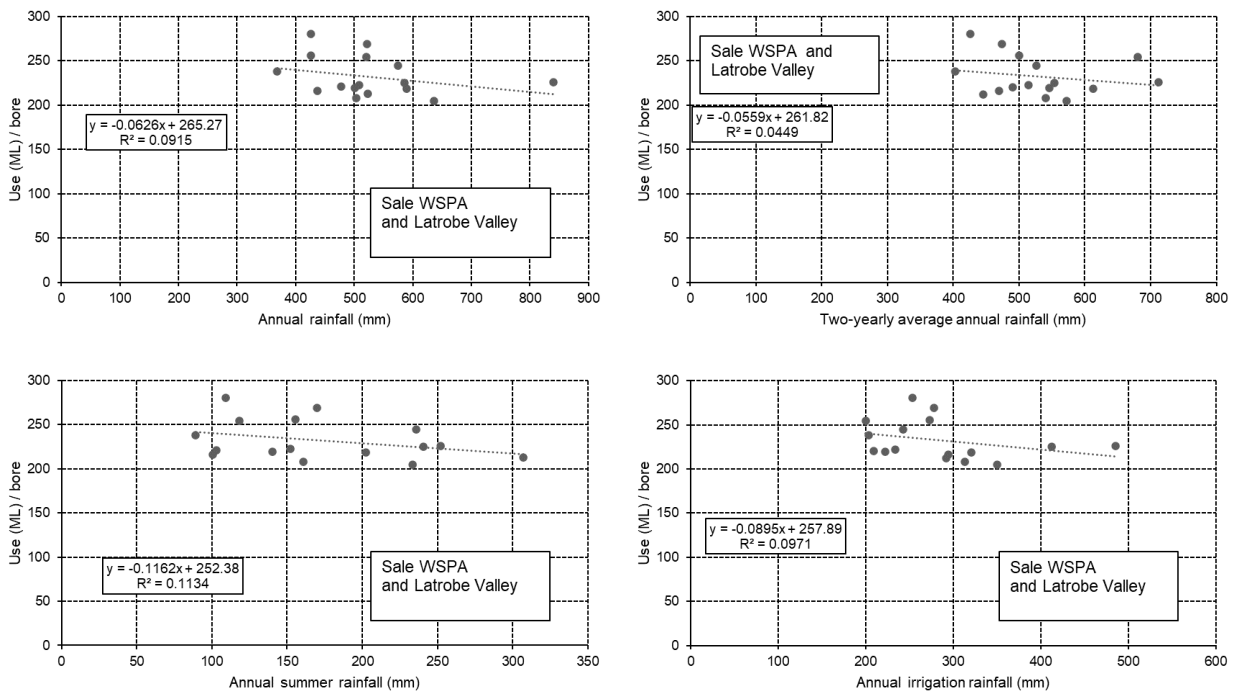 300
250
200
150
100
50
0
Use (ML) / bore
y = -0.0626x + 265.27
R² = 0.0915
Sale WSPA
and Latrobe Valley
0 100 200 300 400 500 600 700 800 900
Annual rainfall (mm)
300
250
200
150
100
50
0
Use (ML) / bore
Sale WSPA and
Latrobe Valley
y = -0.0559x + 261.82
R² = 0.0449
0 100 200 300 400 500 600 700 800
Two-yearly average annual rainfall (mm)
300
250
200
150
100
50
0
Use (ML) / bore
y = -0.1162x + 252.38
R² = 0.1134
Sale WSPA
and Latrobe Valley
0 50 100 150 200 250 300 350
Annual summer rainfall (mm)
300
250
200
150
100
50
0
Use (ML) / bore
y = -0.0895x + 257.89
R² = 0.0971
Sale WSPA
and Latrobe Valley
0 100 200 300 400 500 600
Annual irrigation rainfall (mm)